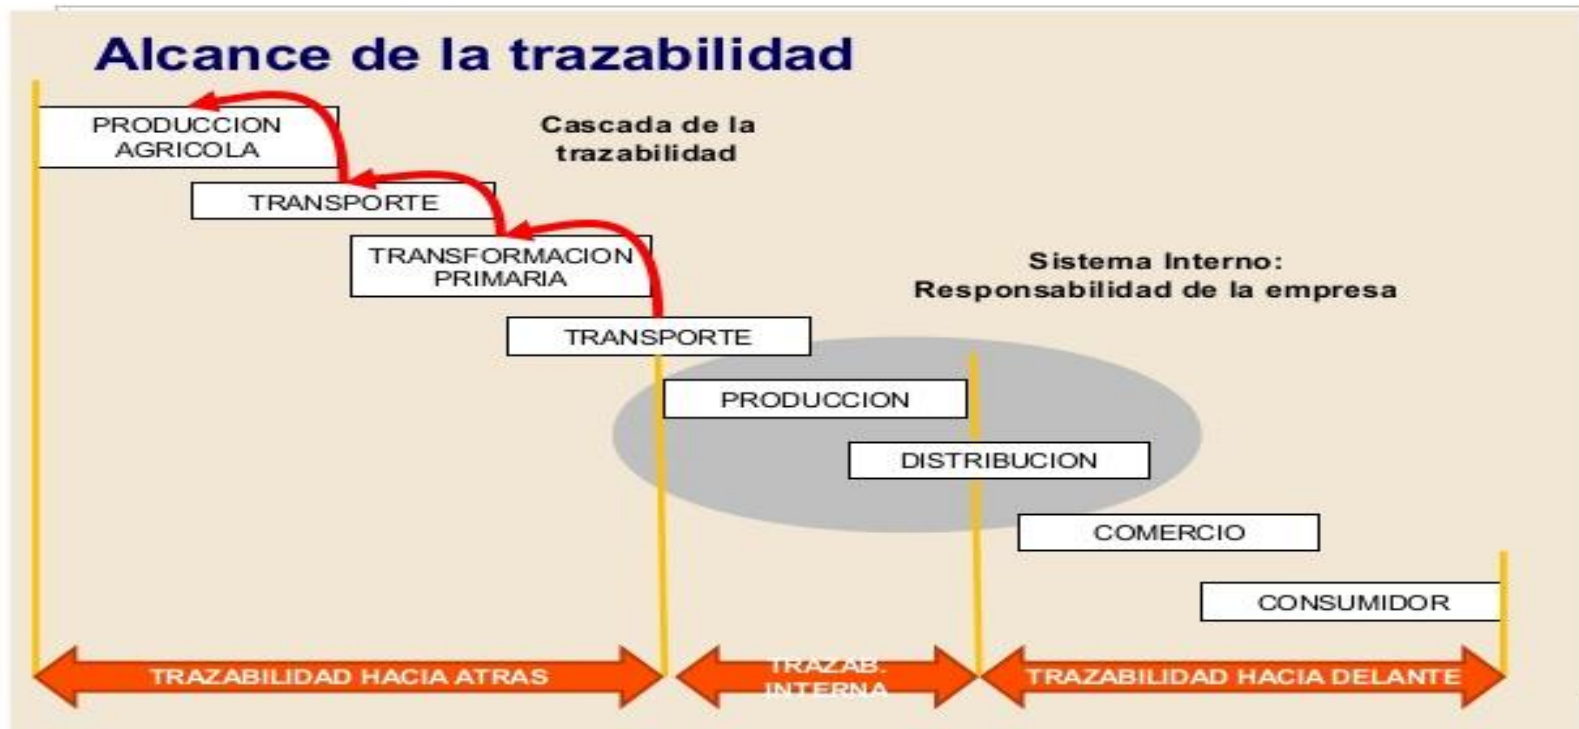 Alcance de la trazabilidad
PRODUCCION
AGRICOLA
Cascada de la
trazabilidad
TRANSPORTE
TRANSFORMACION
PRIMARIA
Sistema Interno:
Responsabilidad de la empresa
TRANSPORTE
PRODUCCION
DISTRIBUCION
COMERCIO
CONSUMIDOR
TRAZABILIDAD HACIA ATRAS
TRAZAB.
INTERNA
TRAZABILIDAD HACIA DELANTE